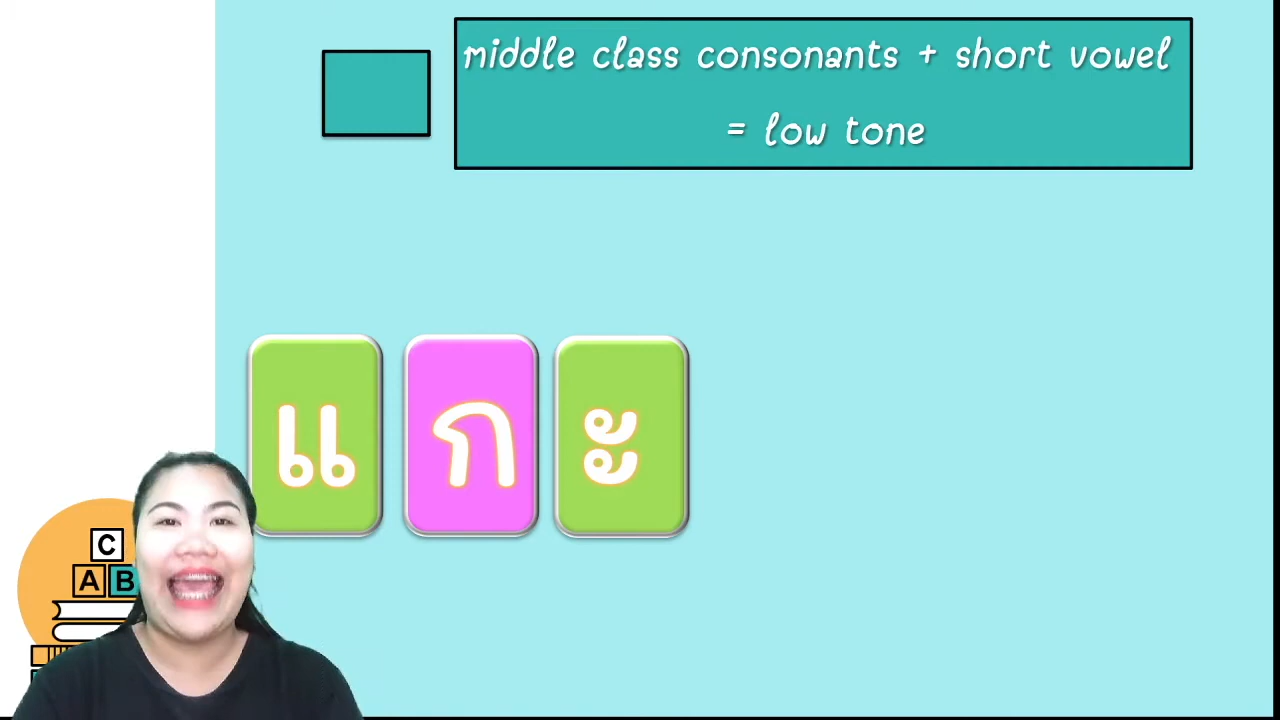 middle class consonants + short vowel
= low tone
แ ก ะ
C
A B